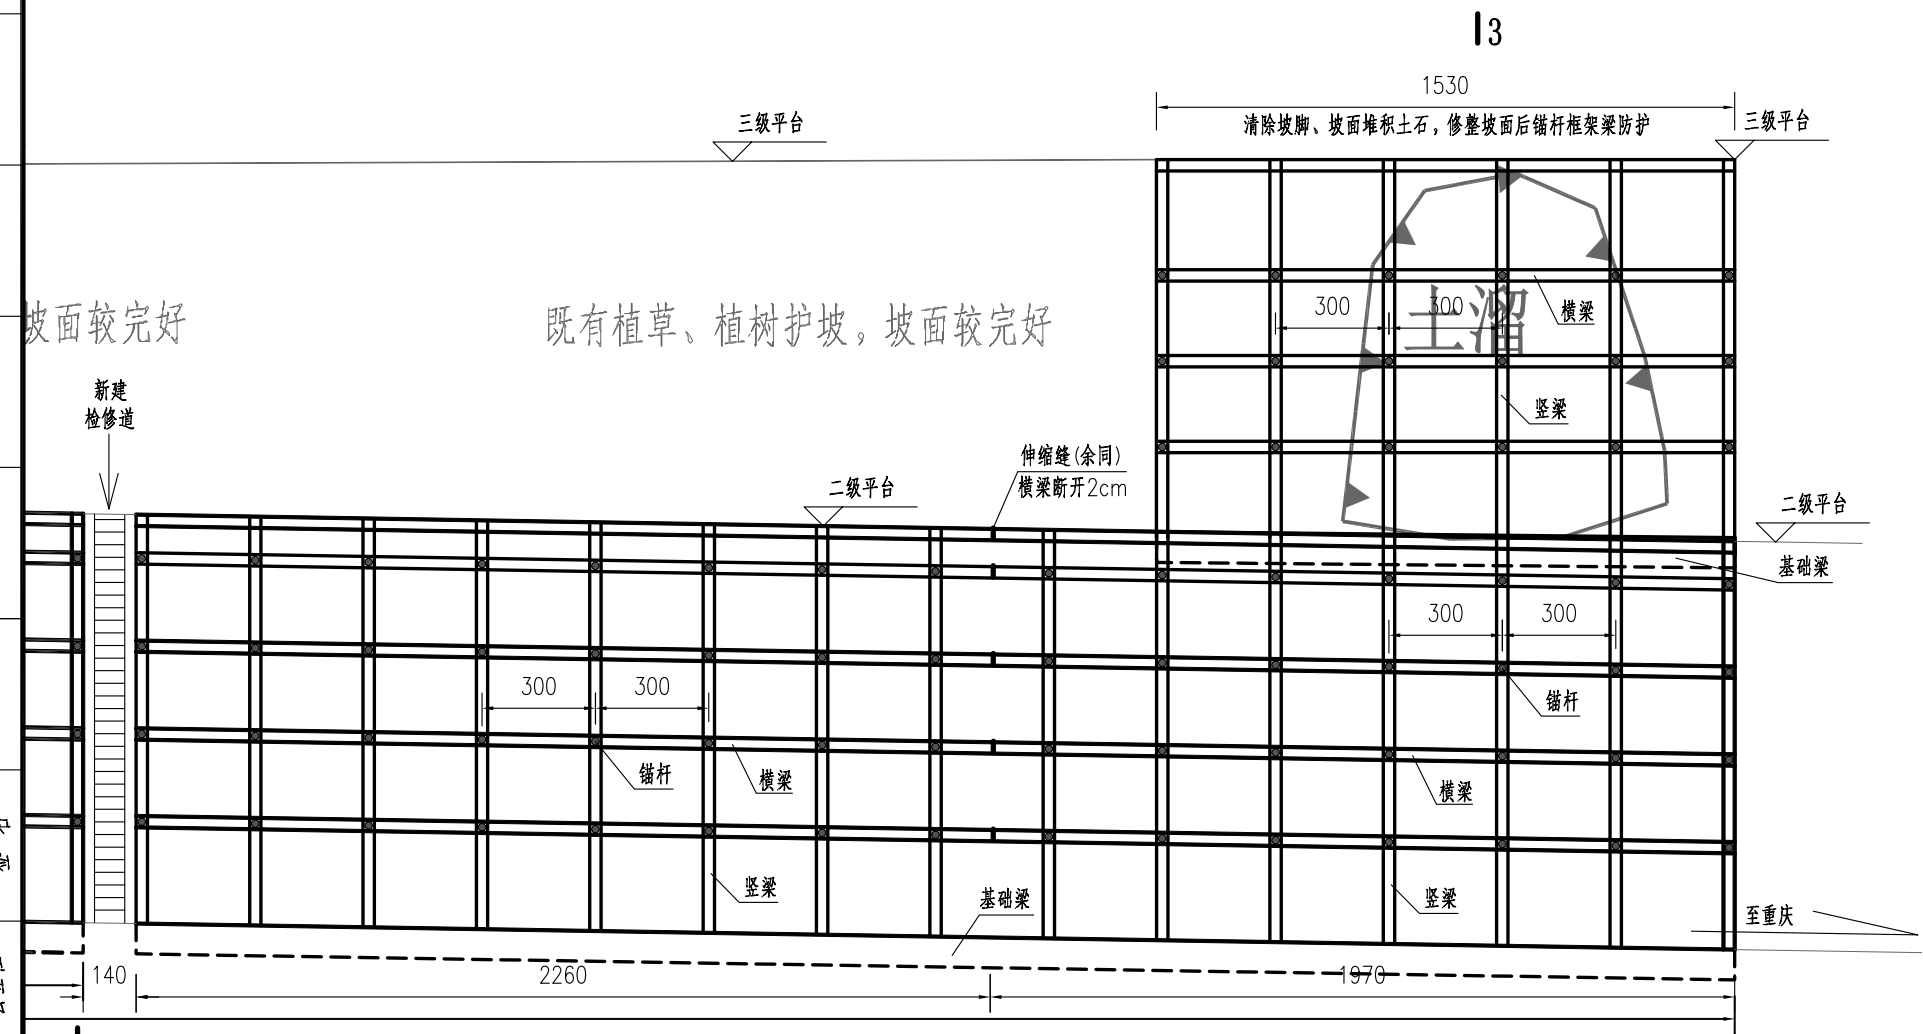 3
1530
清除坡脚、坡面堆积土石，修整坡面后锚杆框架梁防护
三级平台
三级平台
土溜
300
300
横梁
坡面较完好
既有植草、植树护坡，坡面较完好
新建
检修道
竖梁
伸缩缝(余同)
横梁断开2cm
二级平台
二级平台
基础梁
300
300
锚杆
300
300
锚杆
横梁
横梁
竖梁
基础梁
竖梁
至重庆
140
2260
1970